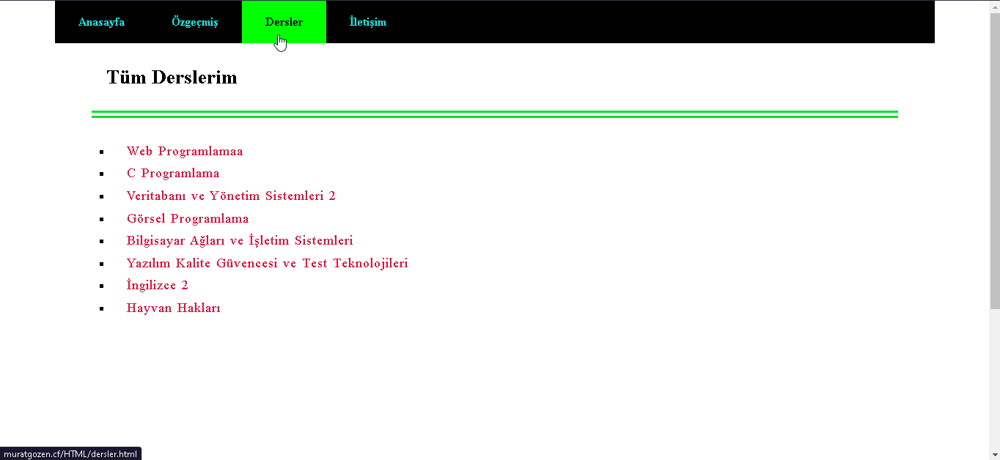 Anasayfa Özgeçmiş Dersler İletişim
Tüm Derslerim
Web Programlamaa
C Programlama
Veritabanı ve Yönetim Sistemleri 2
Görsel Programlama
Bilgisayar Ağları ve İşletim Sistemleri
Yazılım Kalite Güvencesi ve Test Teknolojileri
İngilizce 2
Hayvan Hakları
muratgozen.cf/HTML/dersler.html